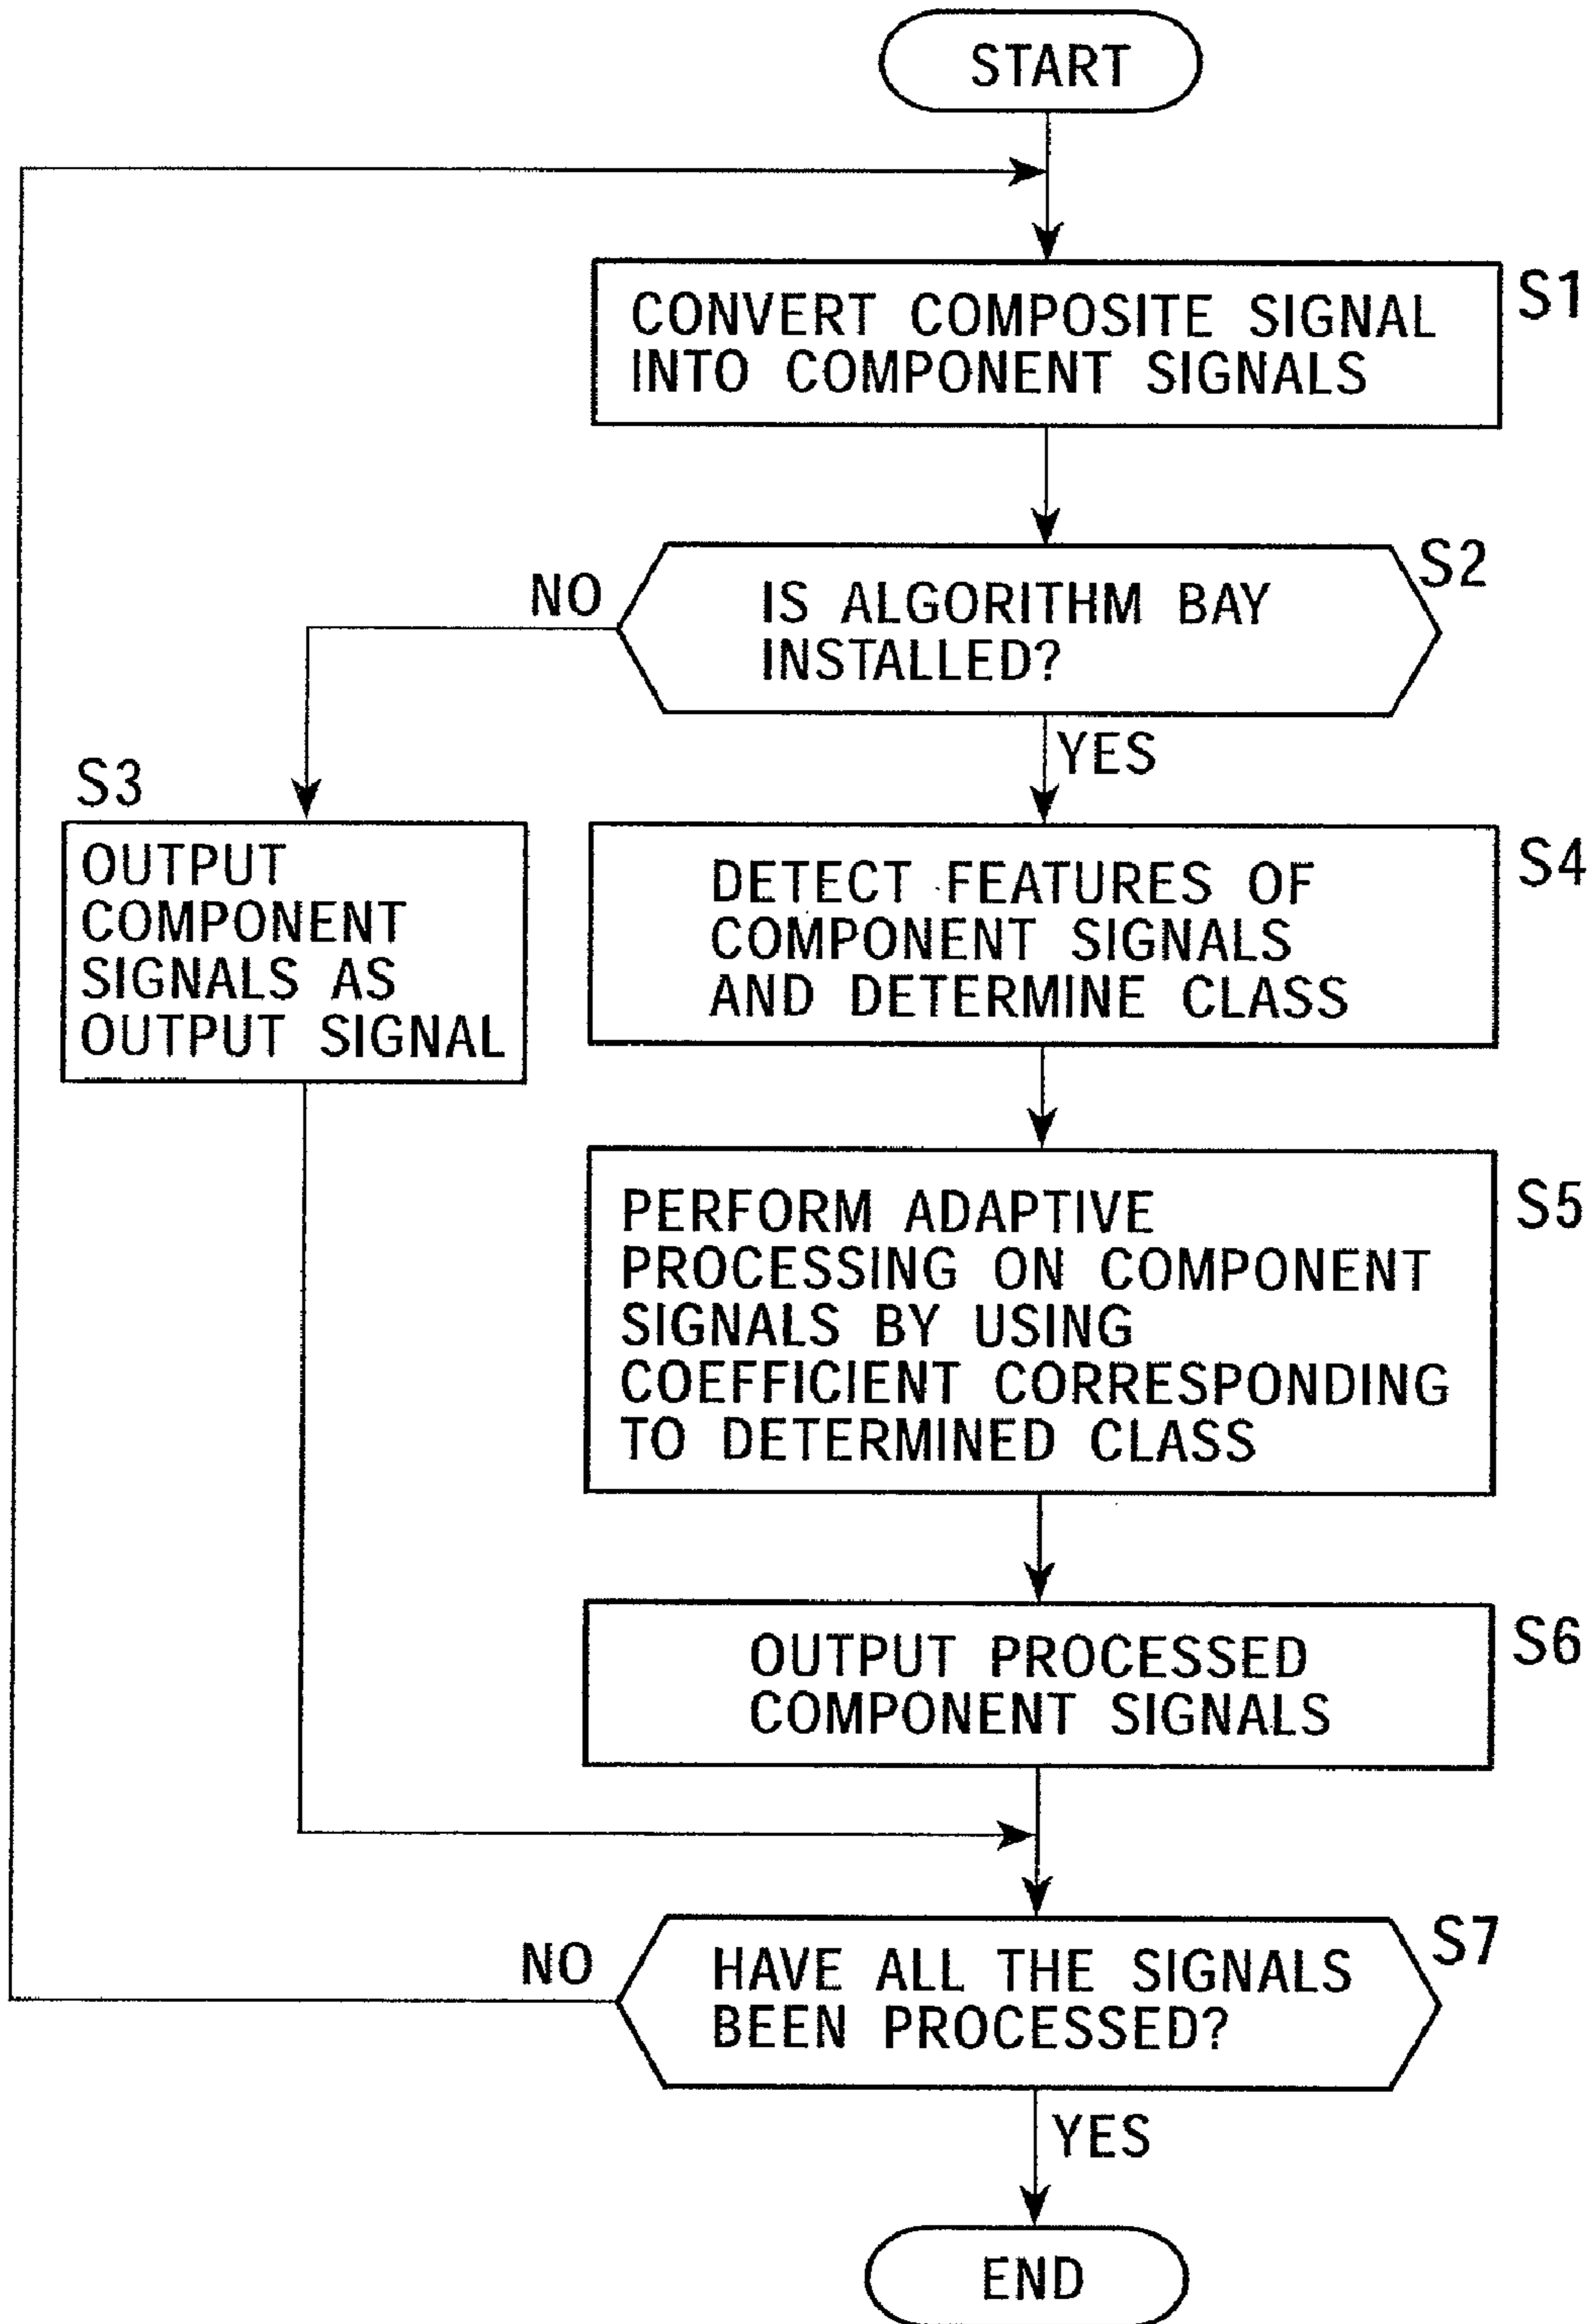 START
CONVERT COMPOSITE SIGNAL
INTO COMPONENT SIGNALS
S1
IS ALGORITHM BAY
INSTALLED?
S2
NO
YES
S3
OUTPUT
COMPONENT
SIGNALS AS
OUTPUT SIGNAL
DETECT FEATURES OF
COMPONENT SIGNALS
AND DETERMINE CLASS
S4
PERFORM ADAPTIVE
PROCESSING ON COMPONENT
SIGNALS BY USING
COEFFICIENT CORRESPONDING
TO DETERMINED CLASS
S5
OUTPUT PROCESSED
COMPONENT SIGNALS
S6
HAVE ALL THE SIGNALS
BEEN PROCESSED?
S7
NO
YES
END